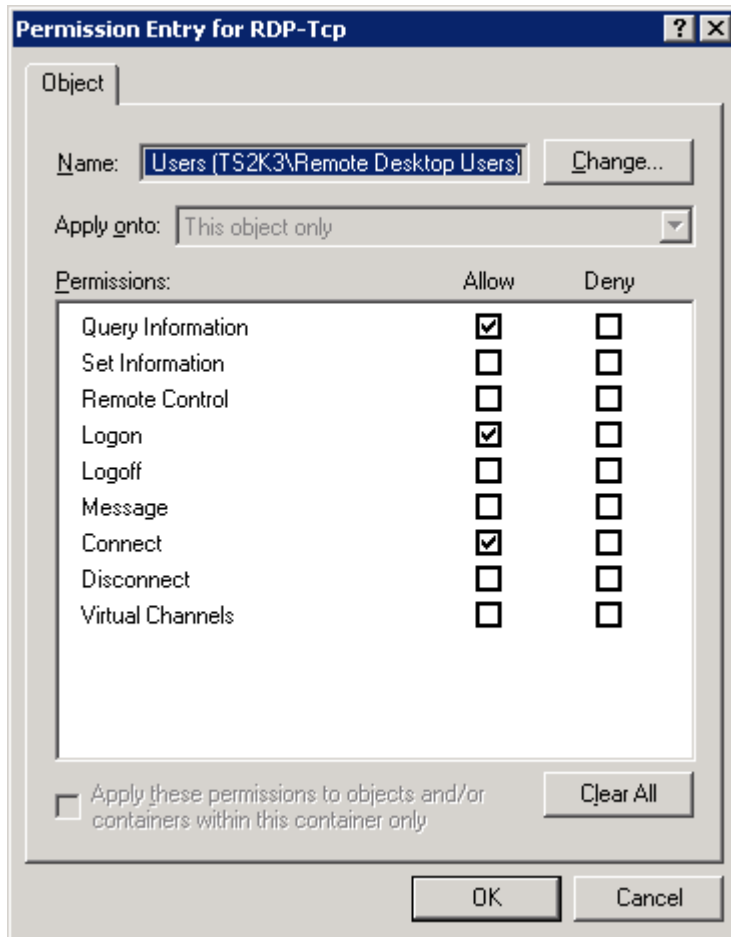 Permission Entry for RDP-Tcp
Object
Name: Users (TS2K3\Remote Desktop Users) Change...
Apply onto: This object only
Permissions: Allow Deny
Query Information
Set Information
Remote Control
Logon
Logoff
Message
Connect
Disconnect
Virtual Channels
Apply these permissions to objects and/or
containers within this container only
Clear All
OK Cancel